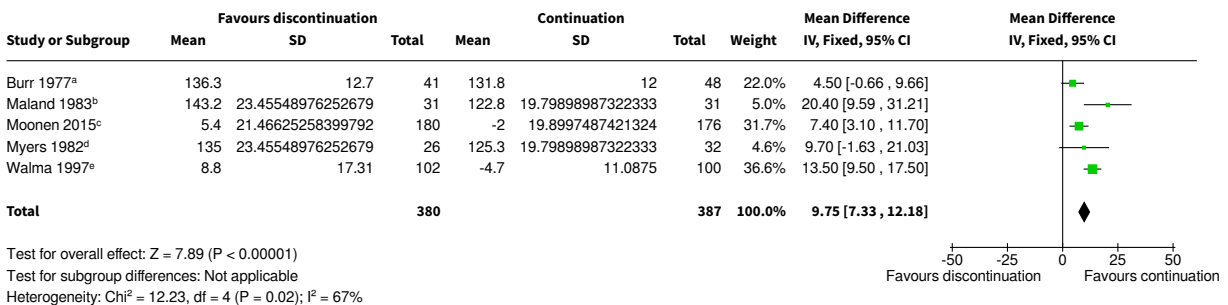 Favours discontinuation Continuation Mean Difference Mean Difference
Study or Subgroup Mean SD Total Mean SD Total Weight IV, Fixed, 95% CI IV, Fixed, 95% CI
Burr 1977ᵃ 136.3 12.7 41 131.8 12 48 22.0% 4.50 [-0.66 , 9.66]
Maland 1983ᵇ 143.2 23.45548976252679 31 122.8 19.79898987322333 31 5.0% 20.40 [9.59 , 31.21]
Moonen 2015ᶜ 5.4 21.46625258399792 180 -2 19.8997487421324 176 31.7% 7.40 [3.10 , 11.70]
Myers 1982ᵈ 135 23.45548976252679 26 125.3 19.79898987322333 32 4.6% 9.70 [-1.63 , 21.03]
Walma 1997ᵉ 8.8 17.31 102 -4.7 11.0875 100 36.6% 13.50 [9.50 , 17.50]
Total 380 387 100.0% 9.75 [7.33 , 12.18]
Test for overall effect: Z = 7.89 (P < 0.00001)
Test for subgroup differences: Not applicable
Heterogeneity: Chi² = 12.23, df = 4 (P = 0.02); I² = 67%
-50 -25 0 25 50
Favours discontinuation Favours continuation